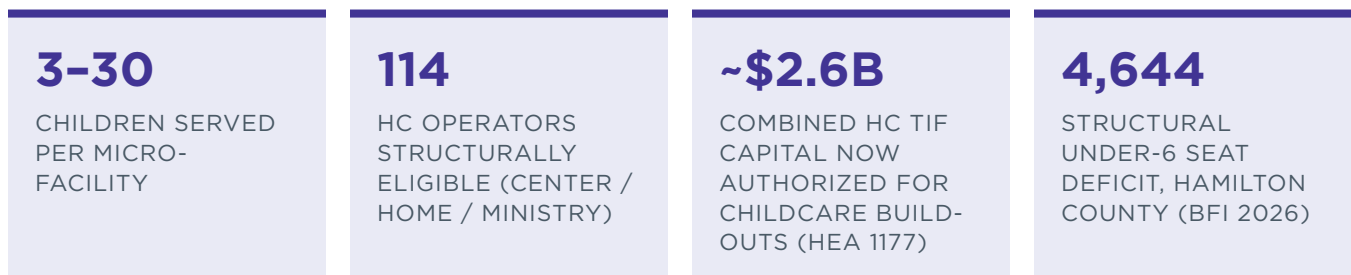 3–30
CHILDREN SERVED
PER MICRO-
FACILITY
114
HC OPERATORS
STRUCTURALLY
ELIGIBLE (CENTER /
HOME / MINISTRY)
~$2.6B
COMBINED HC TIF
CAPITAL NOW
AUTHORIZED FOR
CHILDCARE BUILD-
OUTS (HEA 1177)
4,644
STRUCTURAL
UNDER-6 SEAT
DEFICIT, HAMILTON
COUNTY (BFI 2026)